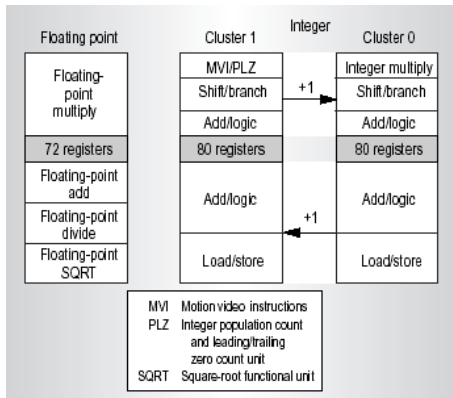 Integer
Floating point
Cluster 1
Cluster 0
Floating-
point
multiply
72 registers
Floating-point
add
Floating-point
divide
Floating-point
SQRT
MVI/PLZ
Shift/branch
Add/logic
80 registers
Add/logic
Load/store
+1
+1
Integer multiply
Shift/branch
Add/logic
80 registers
Add/logic
Load/store
MVI Motion video instructions
PLZ Integer population count
and leading/trailing
zero count unit
SQRT Square-root functional unit